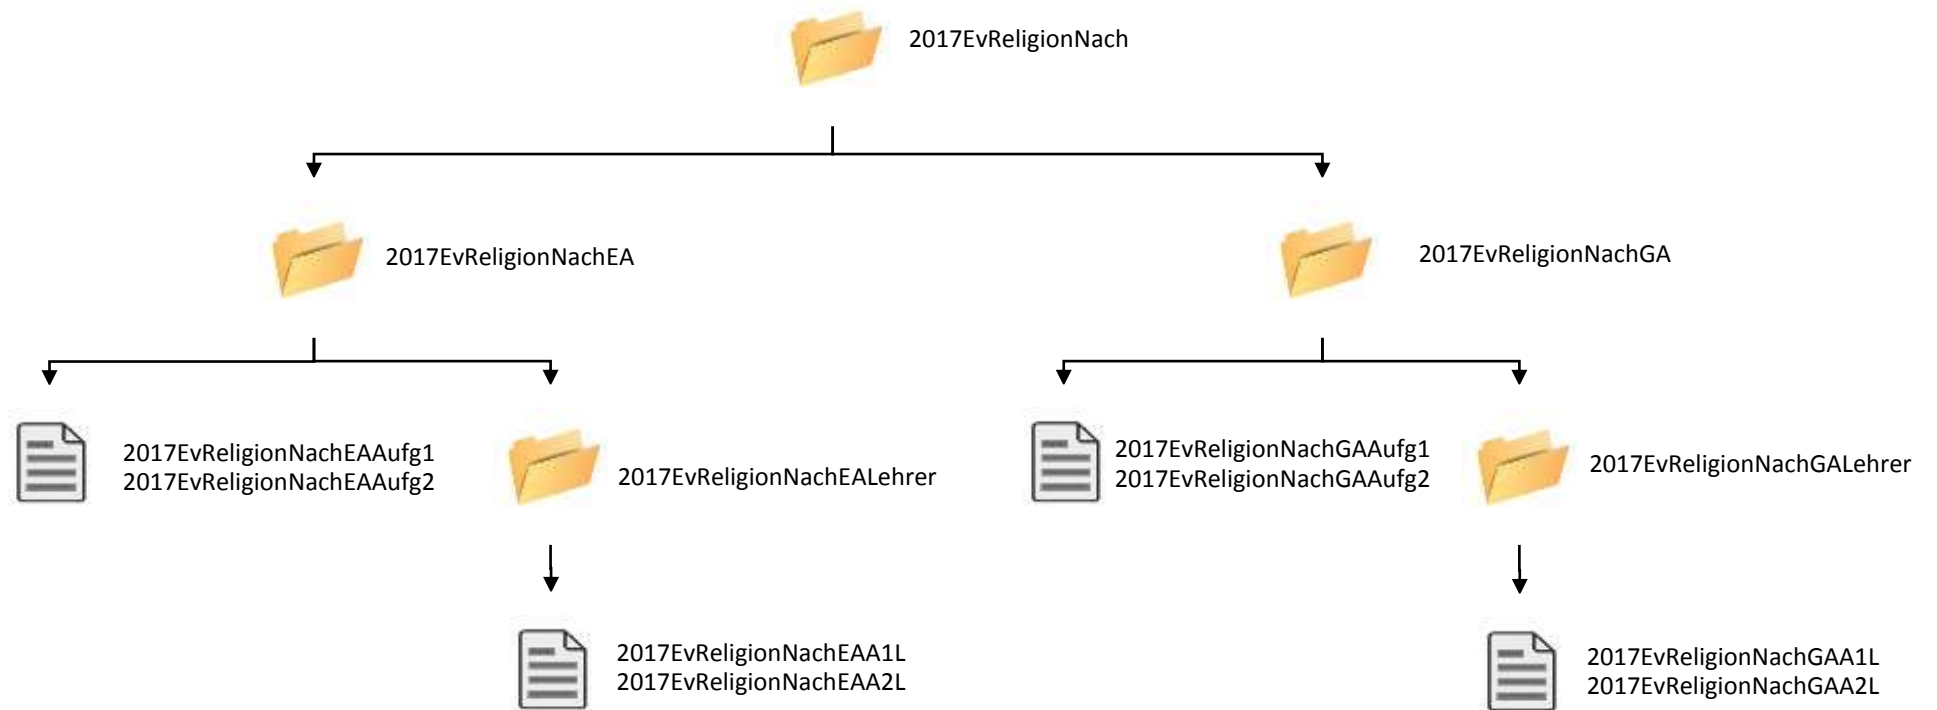 2017EvReligionNach
2017EvReligionNachEA
2017EvReligionNachGA
2017EvReligionNachEAAufg1
2017EvReligionNachEAAufg2
2017EvReligionNachEALehrer
2017EvReligionNachGAAufg1
2017EvReligionNachGAAufg2
2017EvReligionNachGALehrer
2017EvReligionNachEAA1L
2017EvReligionNachEAA2L
2017EvReligionNachGAA1L
2017EvReligionNachGAA2L